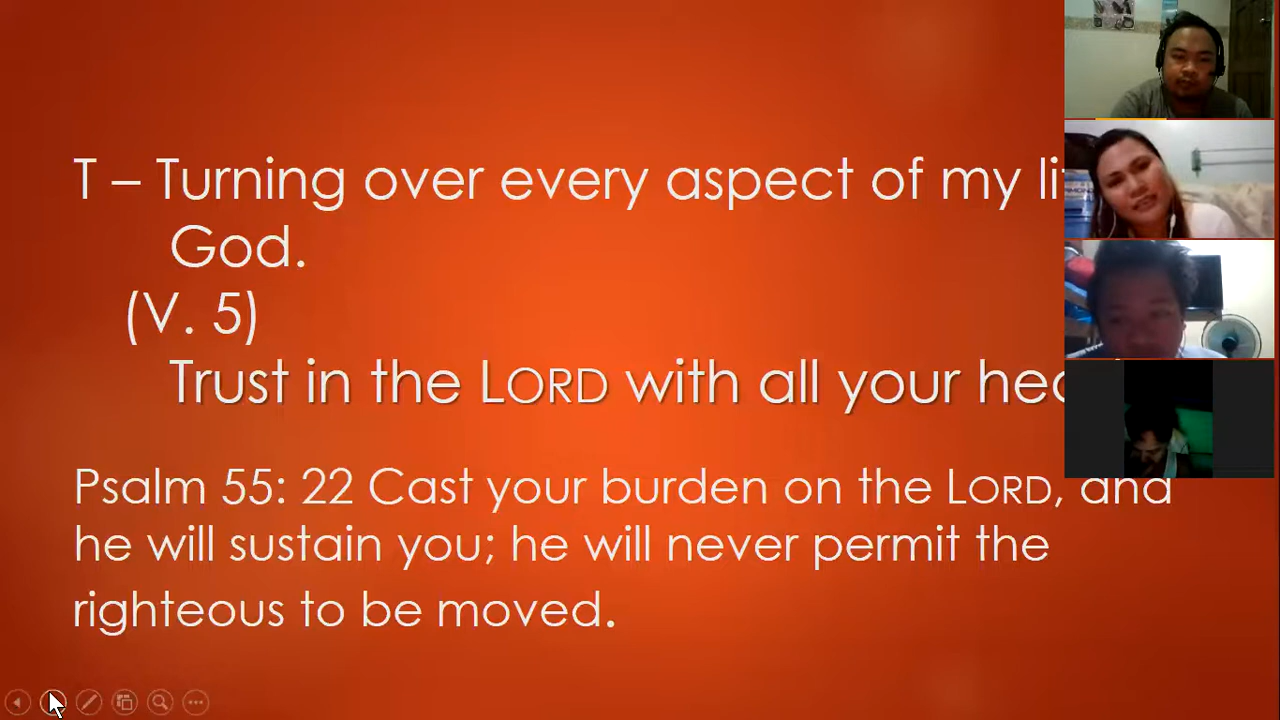 T – Turning over every aspect of my
God.
(V. 5)
Trust in the LORD with all your
Psalm 55: 22 Cast your burden on the LORD, and
he will sustain you; he will never permit the
righteous to be moved.